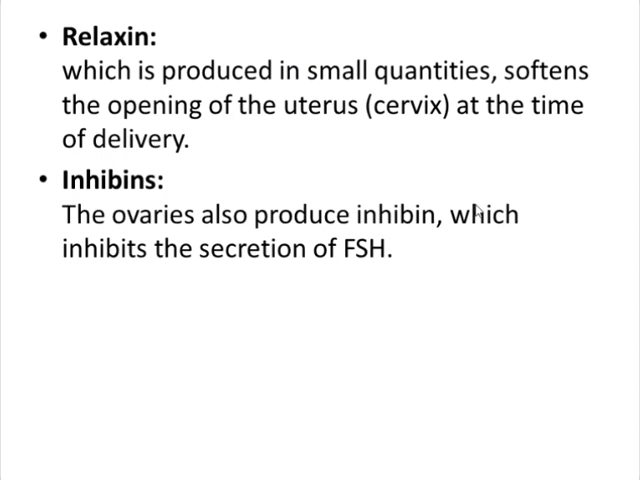 • Relaxin:
which is produced in small quantities, softens
the opening of the uterus (cervix) at the time
of delivery.
• Inhibins:
The ovaries also produce inhibin, which
inhibits the secretion of FSH.